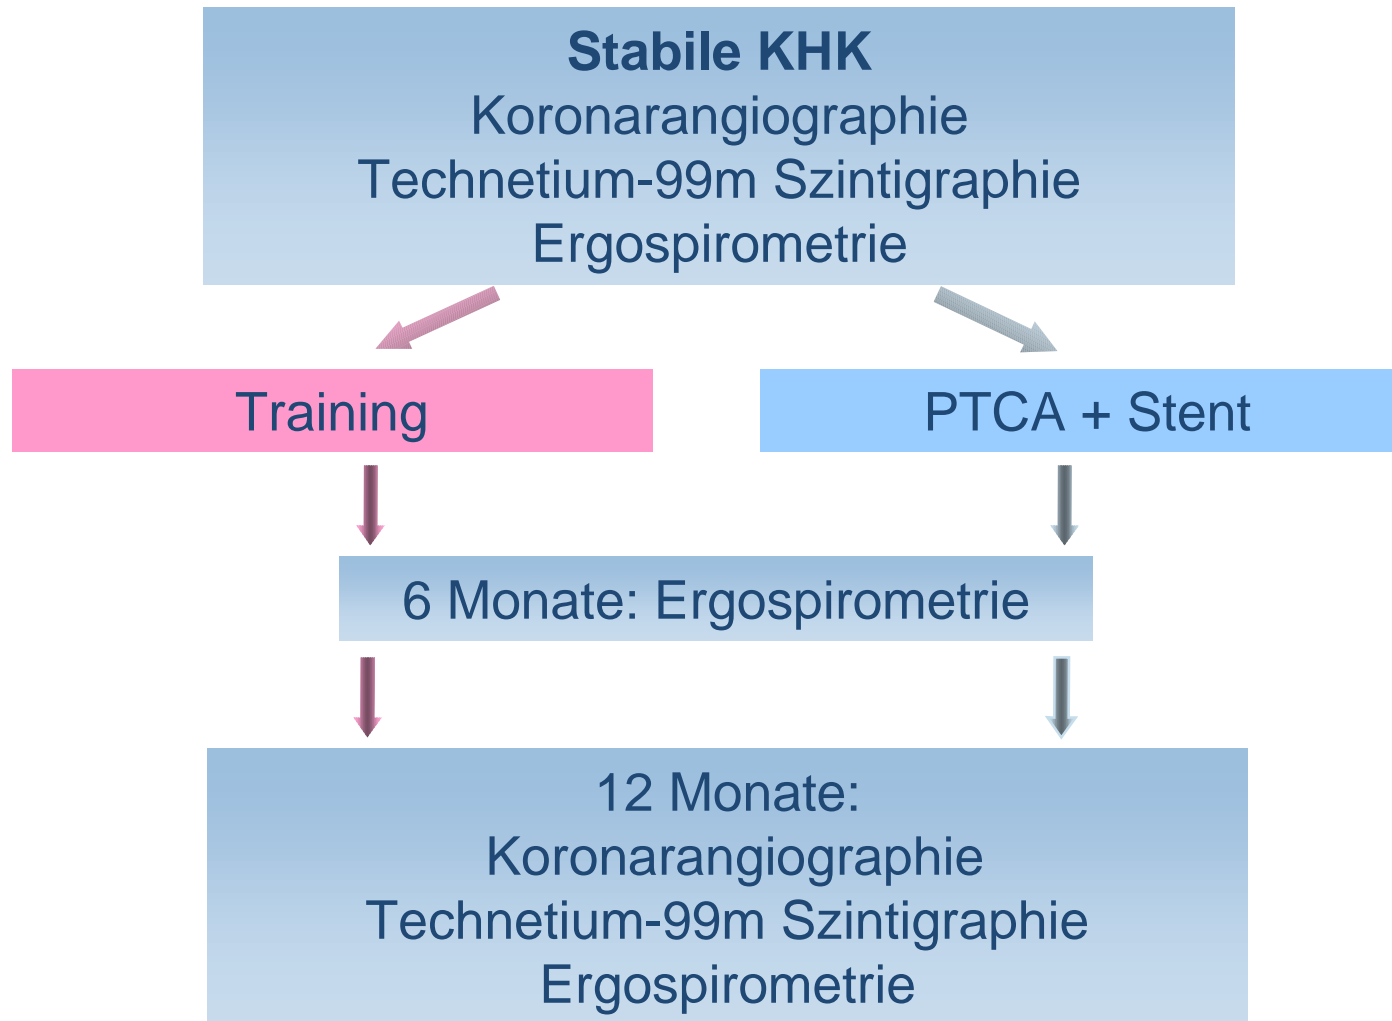 Stabile KHK
Koronarangiographie
Technetium-99m Szintigraphie
Ergospirometrie
Training
PTCA + Stent
6 Monate: Ergospirometrie
12 Monate:
Koronarangiographie
Technetium-99m Szintigraphie
Ergospirometrie